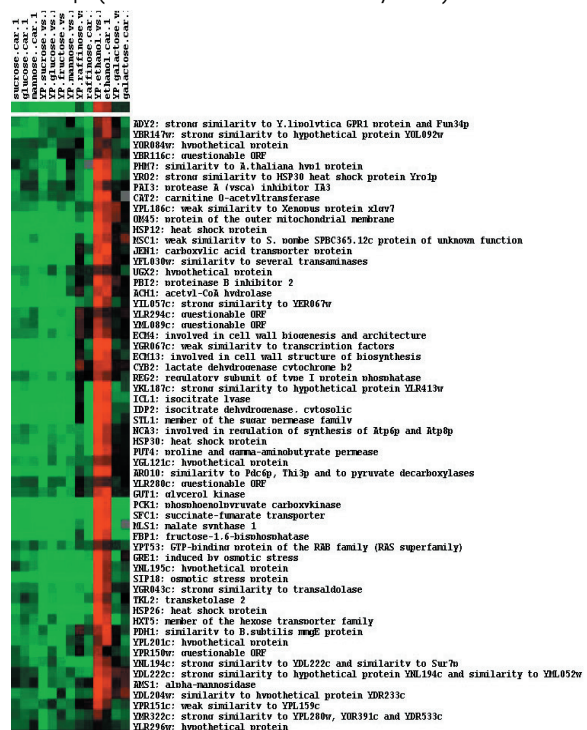 sucrose.car.1
glucose.car.1
mannose..car.1
YP.sucrose.vs.
YP.glucose.vs.
YP.fructose.vs
YP.mannose.vs.
YP.raffinose.v
raffinose.car.
YP.ethanol.vs.
ethanol.car.1
YP.galactose.v
galactose.car.
ADY2: strong similarity to Y.lipolytica GPR1 protein and Fun34p
YBR147w: strong similarity to hypothetical protein YOL092w
YOR084w: hypothetical protein
YBR116c: questionable ORF
PHM7: similarity to A.thaliana hyp1 protein
YRO2: strong similarity to HSP30 heat shock protein Yro1p
PAI3: protease A (ysca) inhibitor IA3
CAT2: carnitine O-acetyltransferase
YPL186c: weak similarity to Xenopus protein xlgv7
OM45: protein of the outer mitochondrial membrane
HSP12: heat shock protein
MSC1: weak similarity to S. pombe SPBC365.12c protein of unknown function
JEN1: carboxylic acid transporter protein
YFL030w: similarity to several transaminases
UGX2: hypothetical protein
PBI2: proteinase B inhibitor 2
ACH1: acetyl-CoA hydrolase
YIL057c: strong similarity to YER067w
YLR294c: questionable ORF
YML089c: questionable ORF
ECM4: involved in cell wall biogenesis and architecture
YGR067c: weak similarity to transcription factors
ECM13: involved in cell wall structure of biosynthesis
CYB2: lactate dehydrogenase cytochrome b2
REG2: regulatory subunit of type I protein phosphatase
YKL187c: strong similarity to hypothetical protein YLR413w
ICL1: isocitrate lyase
IDP2: isocitrate dehydrogenase, cytosolic
STL1: member of the sugar permease family
NCA3: involved in regulation of synthesis of Atp6p and Atp8p
HSP30: heat shock protein
PUT4: proline and gamma-aminobutyrate permease
YGL121c: hypothetical protein
ARO10: similarity to Pdc6p, Thi3p and to pyruvate decarboxylases
YLR280c: questionable ORF
GUT1: glycerol kinase
PCK1: phosphoenolpyruvate carboxykinase
SFC1: succinate-fumarate transporter
MLS1: malate synthase 1
FBP1: fructose-1,6-bisphosphatase
YPT53: GTP-binding protein of the RAB family (RAS superfamily)
GRE1: induced by osmotic stress
YNL195c: hypothetical protein
SIP18: osmotic stress protein
YGR043c: strong similarity to transaldolase
TKL2: transketolase 2
HSP26: heat shock protein
HXT5: member of the hexose transporter family
PDH1: similarity to B.subtilis mmgE protein
YPL201c: hypothetical protein
YPR150w: questionable ORF
YNL194c: strong similarity to YDL222c and similarity to Sur7p
YDL222c: strong similarity to hypothetical protein YNL194c and similarity to YML052w
AMS1: alpha-mannosidase
YDL204w: similarity to hypothetical protein YDR233c
YPR151c: weak similarity to YPL159c
YMR322c: strong similarity to YPL280w, YOR391c and YDR533c
YLR296w: hypothetical protein